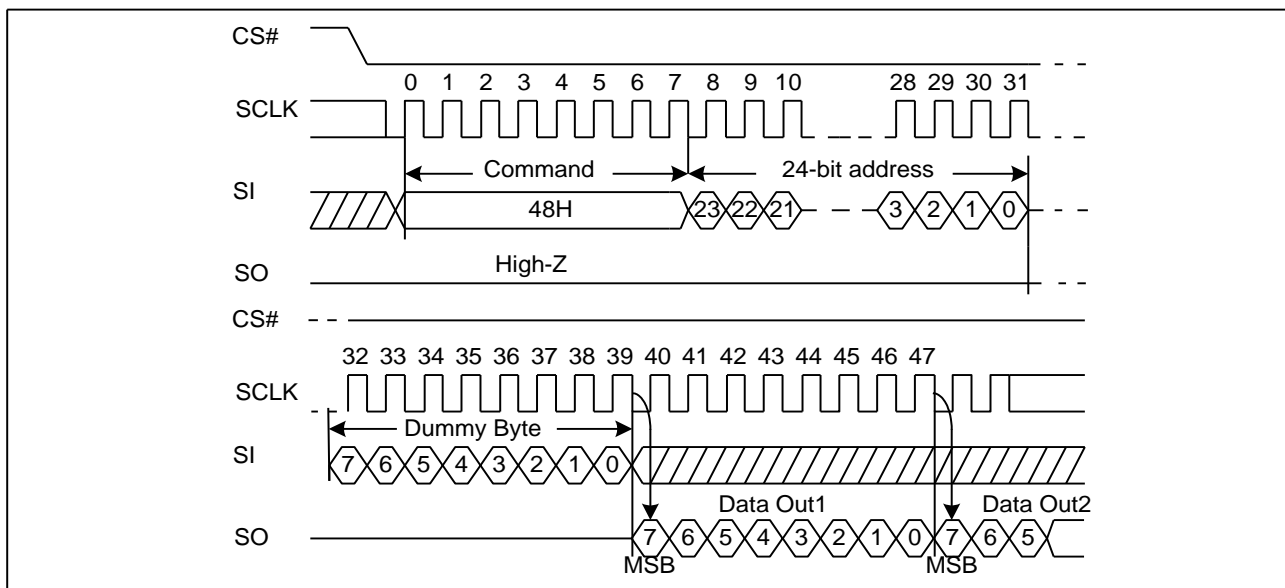 CS#
0 1 2 3 4 5 6 7 8 9 10 28 29 30 31
SCLK
Command 24-bit address
SI
48H 23 22 21 3 2 1 0
High-Z
SO
CS#
32 33 34 35 36 37 38 39 40 41 42 43 44 45 46 47
SCLK
Dummy Byte
SI
7 6 5 4 3 2 1 0
Data Out1 Data Out2
SO
7 6 5 4 3 2 1 0 7 6 5
MSB MSB